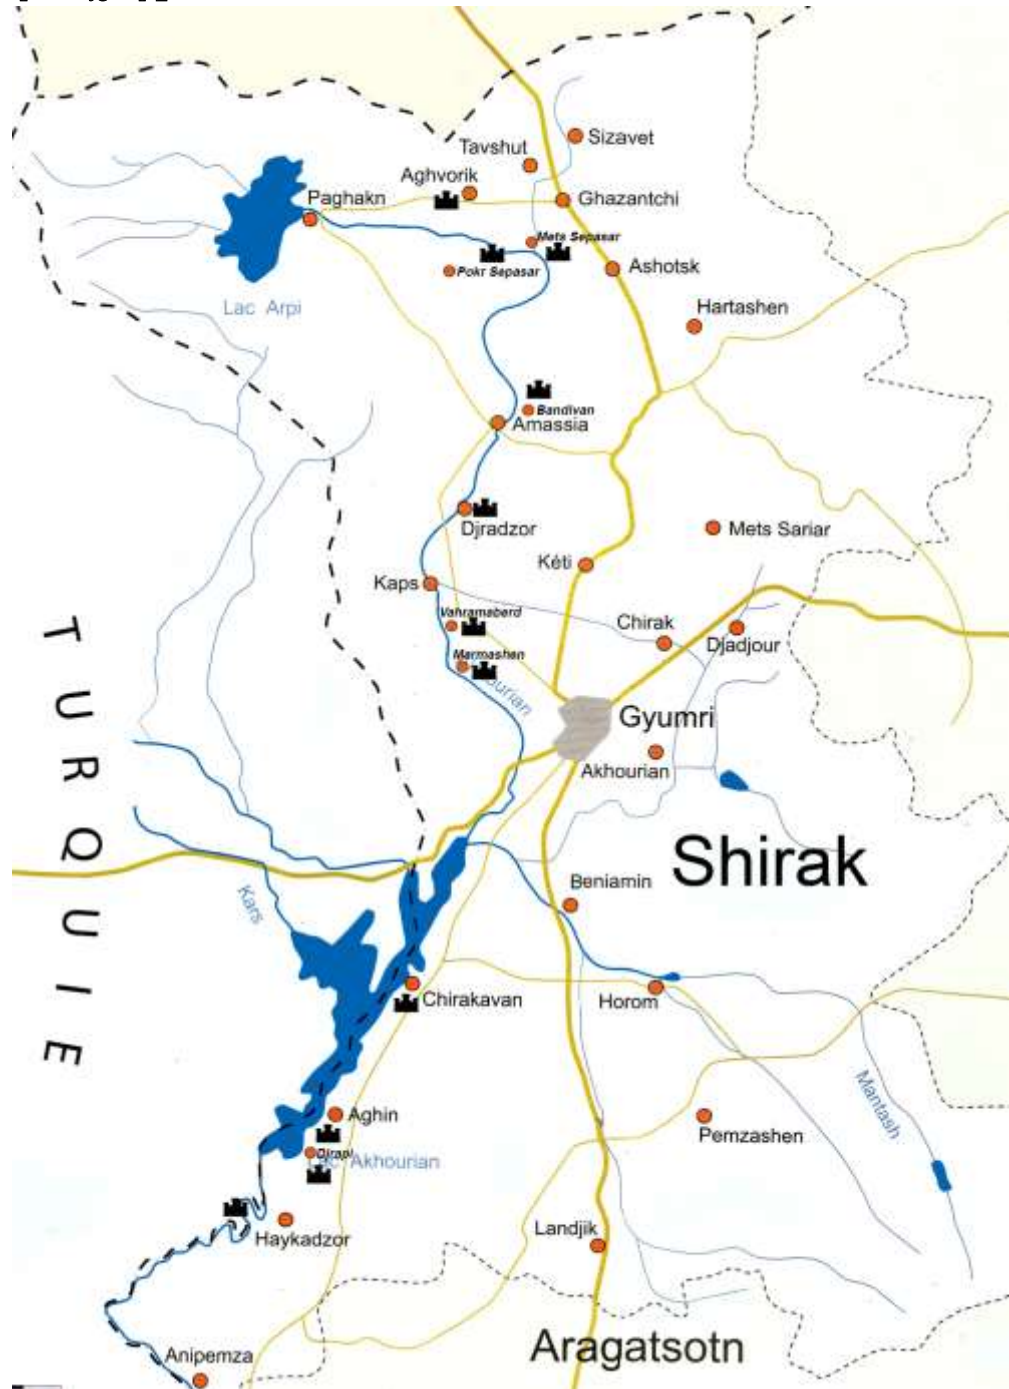 Sizavet
Tavshut
Aghvorik
Paghakn
Ghazantchi
Mets Sepasar
Pokr Sepasar
Ashotsk
Lac Arpi
Hartashen
Bandivan
Amassia
Djradzor
Mets Sariar
Kéti
Kaps
Vahramaberd
Chirak
Djadjour
Marmashen
TURQUIE
Gyumri
Akhourian
Shirak
Beniamin
Kars
Chirakavan
Horom
Mantash
Aghin
Pemzashen
Djrapi
Lac Akhourian
Landjik
Haykadzor
Aragatsotn
Anipemza